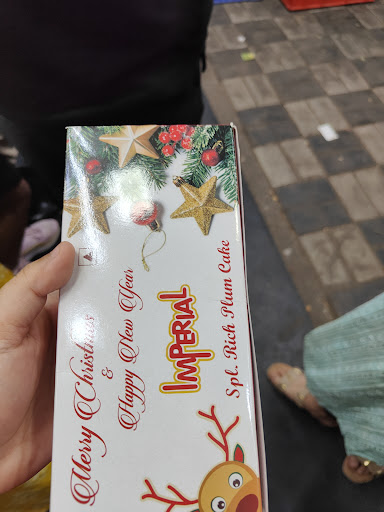 Merry Christmas
&
Happy New Year
IMPERIAL
Spl. Rich Plum Cake